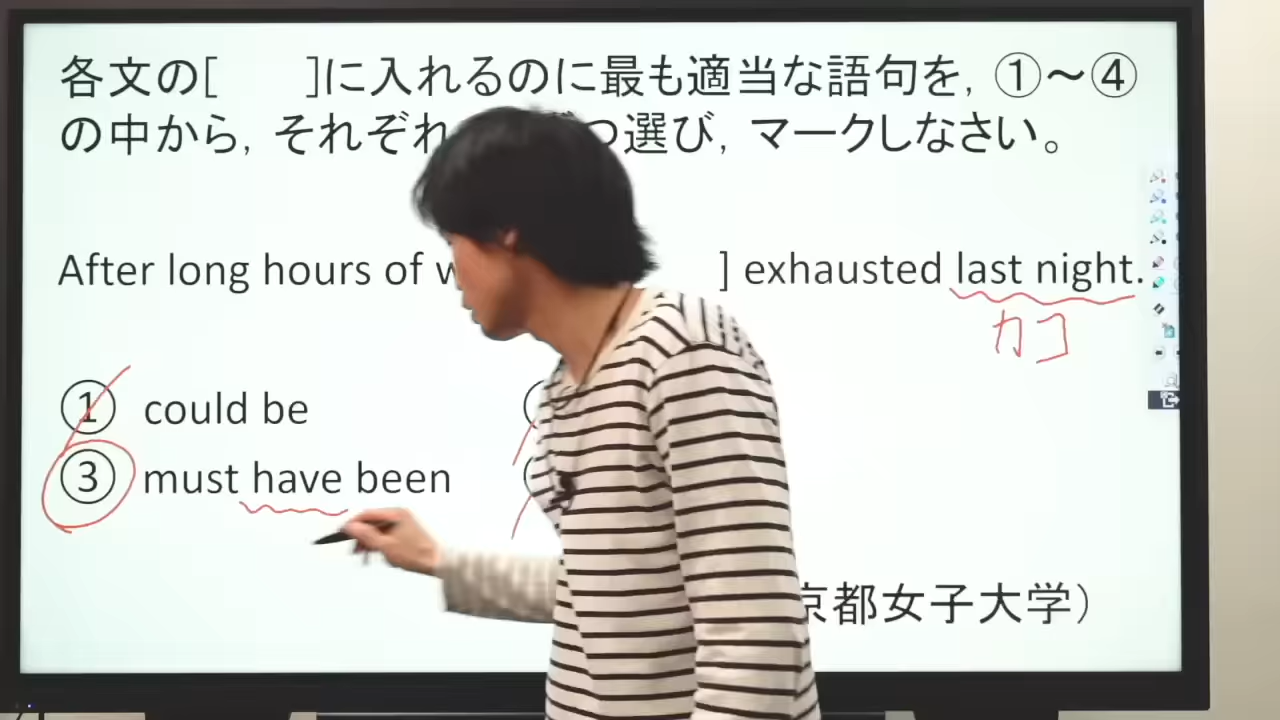 各文の[ ]に入れるのに最も適当な語句を, ①～④
の中から, それぞれ つ選び, マークしなさい。
After long hours of ] exhausted last night.
カコ
① could be
③ must have been
京都女子大学）